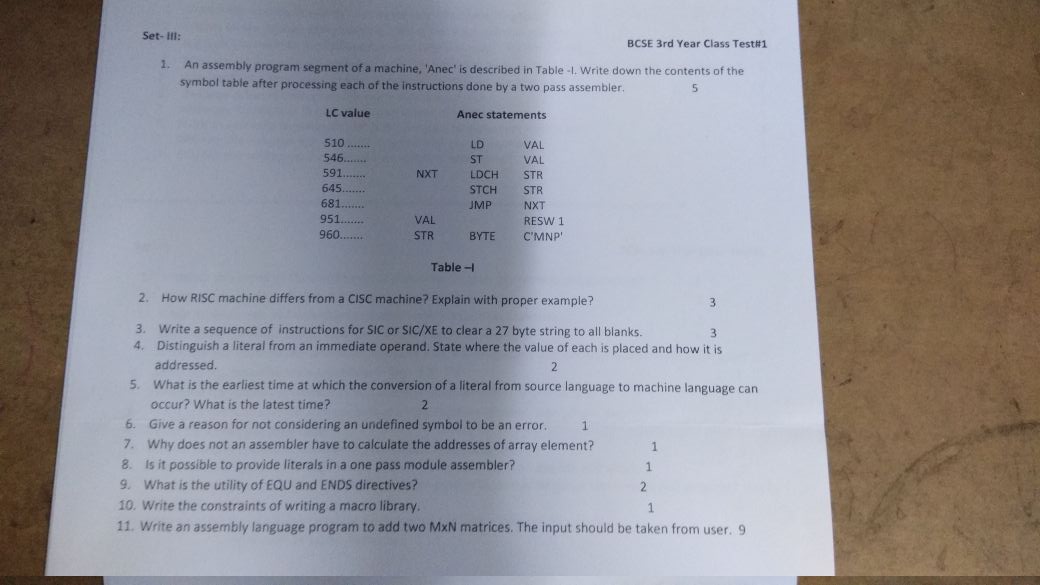 Set- III:
BCSE 3rd Year Class Test#1
1. An assembly program segment of a machine, 'Anec' is described in Table -I. Write down the contents of the
symbol table after processing each of the instructions done by a two pass assembler. 5
LC value Anec statements
510....... LD VAL
546....... ST VAL
591....... NXT LDCH STR
645....... STCH STR
681....... JMP NXT
951....... VAL RESW 1
960....... STR BYTE C'MNP'
Table –I
2. How RISC machine differs from a CISC machine? Explain with proper example? 3
3. Write a sequence of instructions for SIC or SIC/XE to clear a 27 byte string to all blanks. 3
4. Distinguish a literal from an immediate operand. State where the value of each is placed and how it is
addressed. 2
5. What is the earliest time at which the conversion of a literal from source language to machine language can
occur? What is the latest time? 2
6. Give a reason for not considering an undefined symbol to be an error. 1
7. Why does not an assembler have to calculate the addresses of array element? 1
8. Is it possible to provide literals in a one pass module assembler? 1
9. What is the utility of EQU and ENDS directives? 2
10. Write the constraints of writing a macro library. 1
11. Write an assembly language program to add two MxN matrices. The input should be taken from user. 9